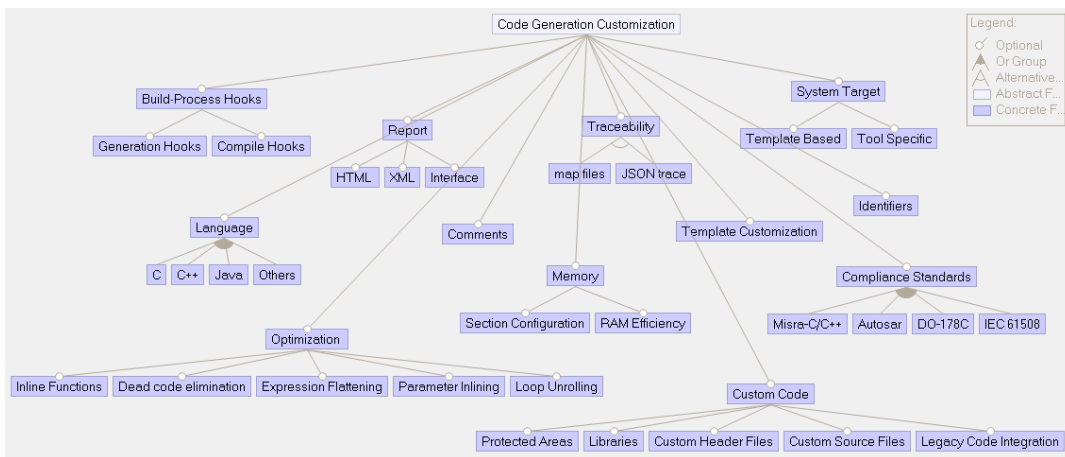 Code Generation Customization
Legend:
Optional
Or Group
Alternative...
Abstract F...
Concrete F...
Build-Process Hooks
System Target
Report
Traceability
Generation Hooks
Compile Hooks
Template Based
Tool Specific
HTML
XML
Interface
map files
JSON trace
Identifiers
Language
Comments
Template Customization
C
C++
Java
Others
Memory
Compliance Standards
Section Configuration
RAM Efficiency
Misra-C/C++
Autosar
DO-178C
IEC 61508
Optimization
Inline Functions
Dead code elimination
Expression Flattening
Parameter Inlining
Loop Unrolling
Custom Code
Protected Areas
Libraries
Custom Header Files
Custom Source Files
Legacy Code Integration